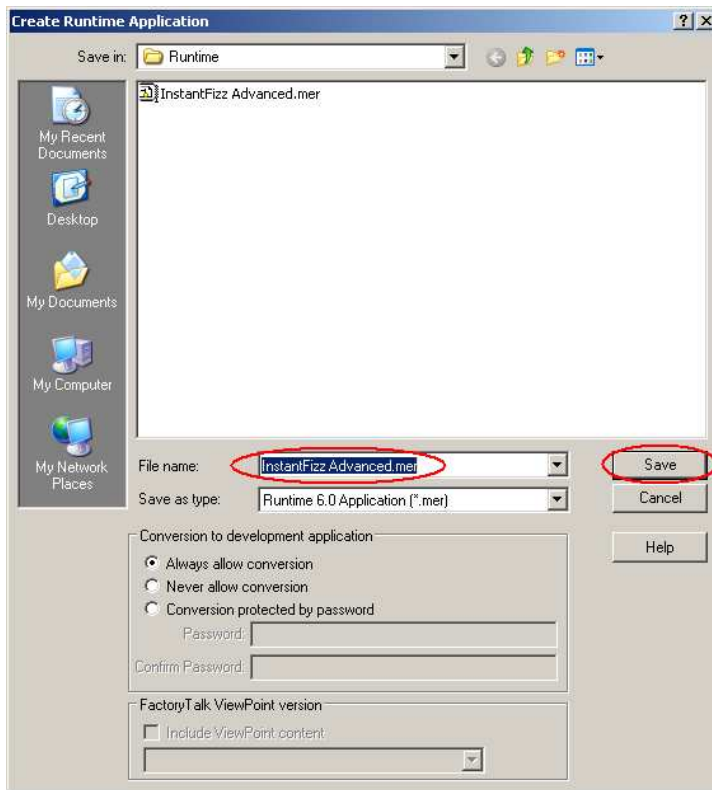 Create Runtime Application
Save in:
Runtime
InstantFizz Advanced.mer
My Recent
Documents
Desktop
My Documents
My Computer
My Network
Places
File name:
InstantFizz Advanced.mer
Save
Save as type:
Runtime 6.0 Application (*.mer)
Cancel
Conversion to development application
Help
Always allow conversion
Never allow conversion
Conversion protected by password
Password:
Confirm Password:
FactoryTalk ViewPoint version
Include ViewPoint content